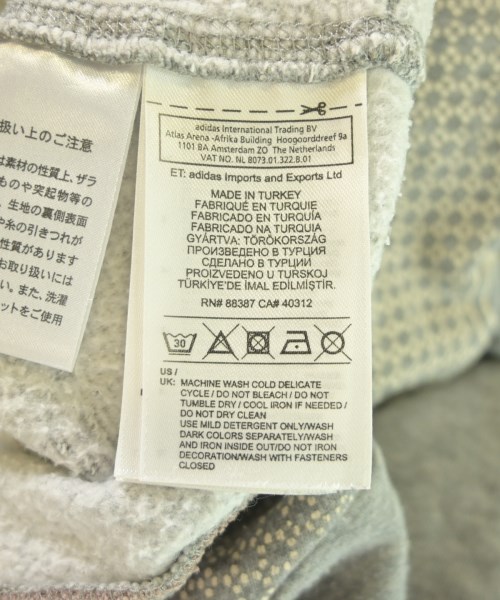 扱い上のご注意
は素材の性質上、ザラ
ものや突起物等の
、生地の裏側表面
や糸の引きつれが
性質があります
お取り扱いには
い。また、洗濯
ットをご使用
adidas International Trading BV
Atlas Arena -Afrika Building Hoogoorddreef 9a
1101 BA Amsterdam ZO The Netherlands
VAT NO. NL 8073.01.322.B.01
ET: adidas Imports and Exports Ltd
MADE IN TURKEY
FABRIQUÉ EN TURQUIE
FABRICADO EN TURQUÍA
FABRICADO NA TURQUIA
GYÁRTVA: TÖRÖKORSZÁG
ПРОИЗВЕДЕНО В ТУРЦИИ
СДЕЛАНО В ТУРЦИИ
PROIZVEDENO U TURSKOJ
TÜRKİYE'DE İMAL EDİLMİŞTİR.
RN# 88387 CA# 40312
30
US /
UK: MACHINE WASH COLD DELICATE
CYCLE / DO NOT BLEACH / DO NOT
TUMBLE DRY / COOL IRON IF NEEDED /
DO NOT DRY CLEAN
USE MILD DETERGENT ONLY/WASH
DARK COLORS SEPARATELY/WASH
AND IRON INSIDE OUT/DO NOT IRON
DECORATION/WASH WITH FASTENERS
CLOSED